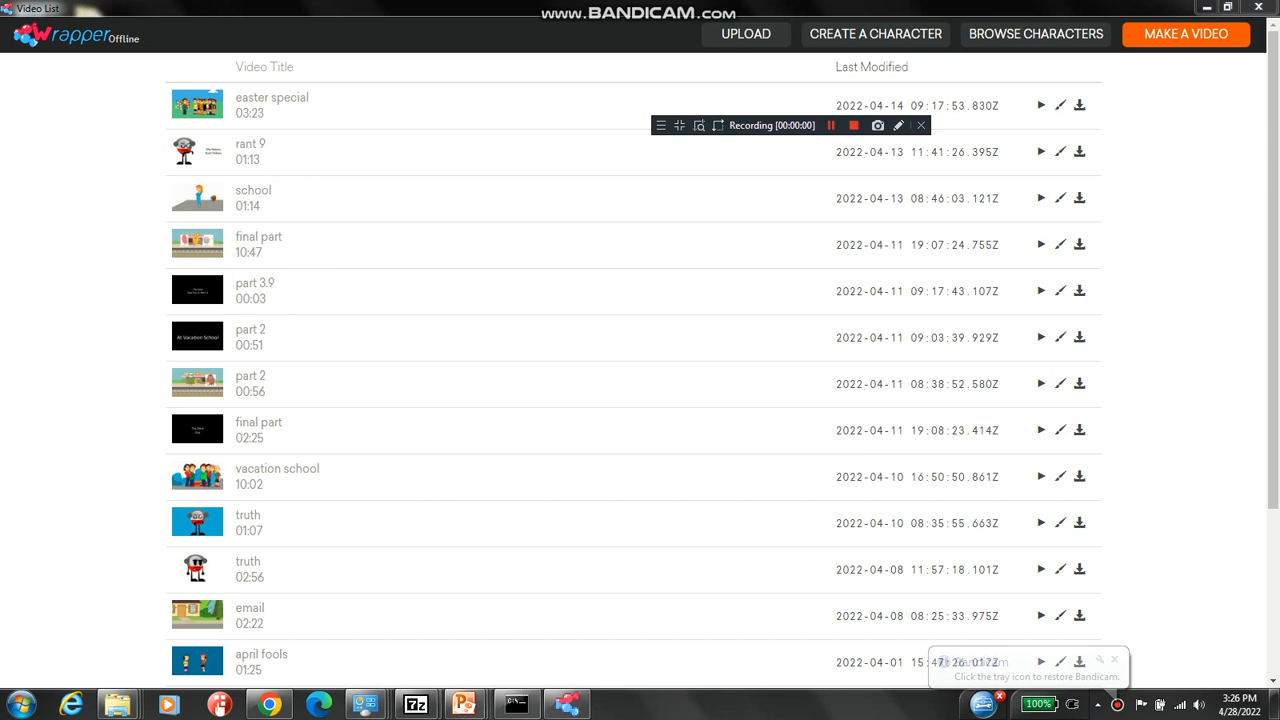 Video List
www.BANDICAM.com
Wrapper Offline
UPLOAD
CREATE A CHARACTER
BROWSE CHARACTERS
MAKE A VIDEO
Video Title
Last Modified
easter special
03:23
2022-04-14 09:17:53.830Z
Recording [00:00:00]
rant 9
01:13
2022-04-13 11:41:26.395Z
school
01:14
2022-04-13 08:46:03.121Z
final part
10:47
2022-04-11 19:07:24.755Z
part 3.9
00:03
2022-04-11 09:17:43.107Z
At Vacation School
part 2
00:51
2022-04-11 09:03:39.929Z
part 2
00:56
2022-04-11 08:38:52.580Z
final part
02:25
2022-04-11 19:08:23.414Z
vacation school
10:02
2022-04-10 16:50:50.861Z
truth
01:07
2022-04-10 08:35:55.663Z
truth
02:56
2022-04-08 11:57:18.101Z
email
02:22
2022-04-08 08:25:33.975Z
april fools
01:25
2022-04-01 15:47:26.017Z
Bandicam
Click the tray icon to restore Bandicam.
7z
C:\_
100%
3:26 PM
4/28/2022